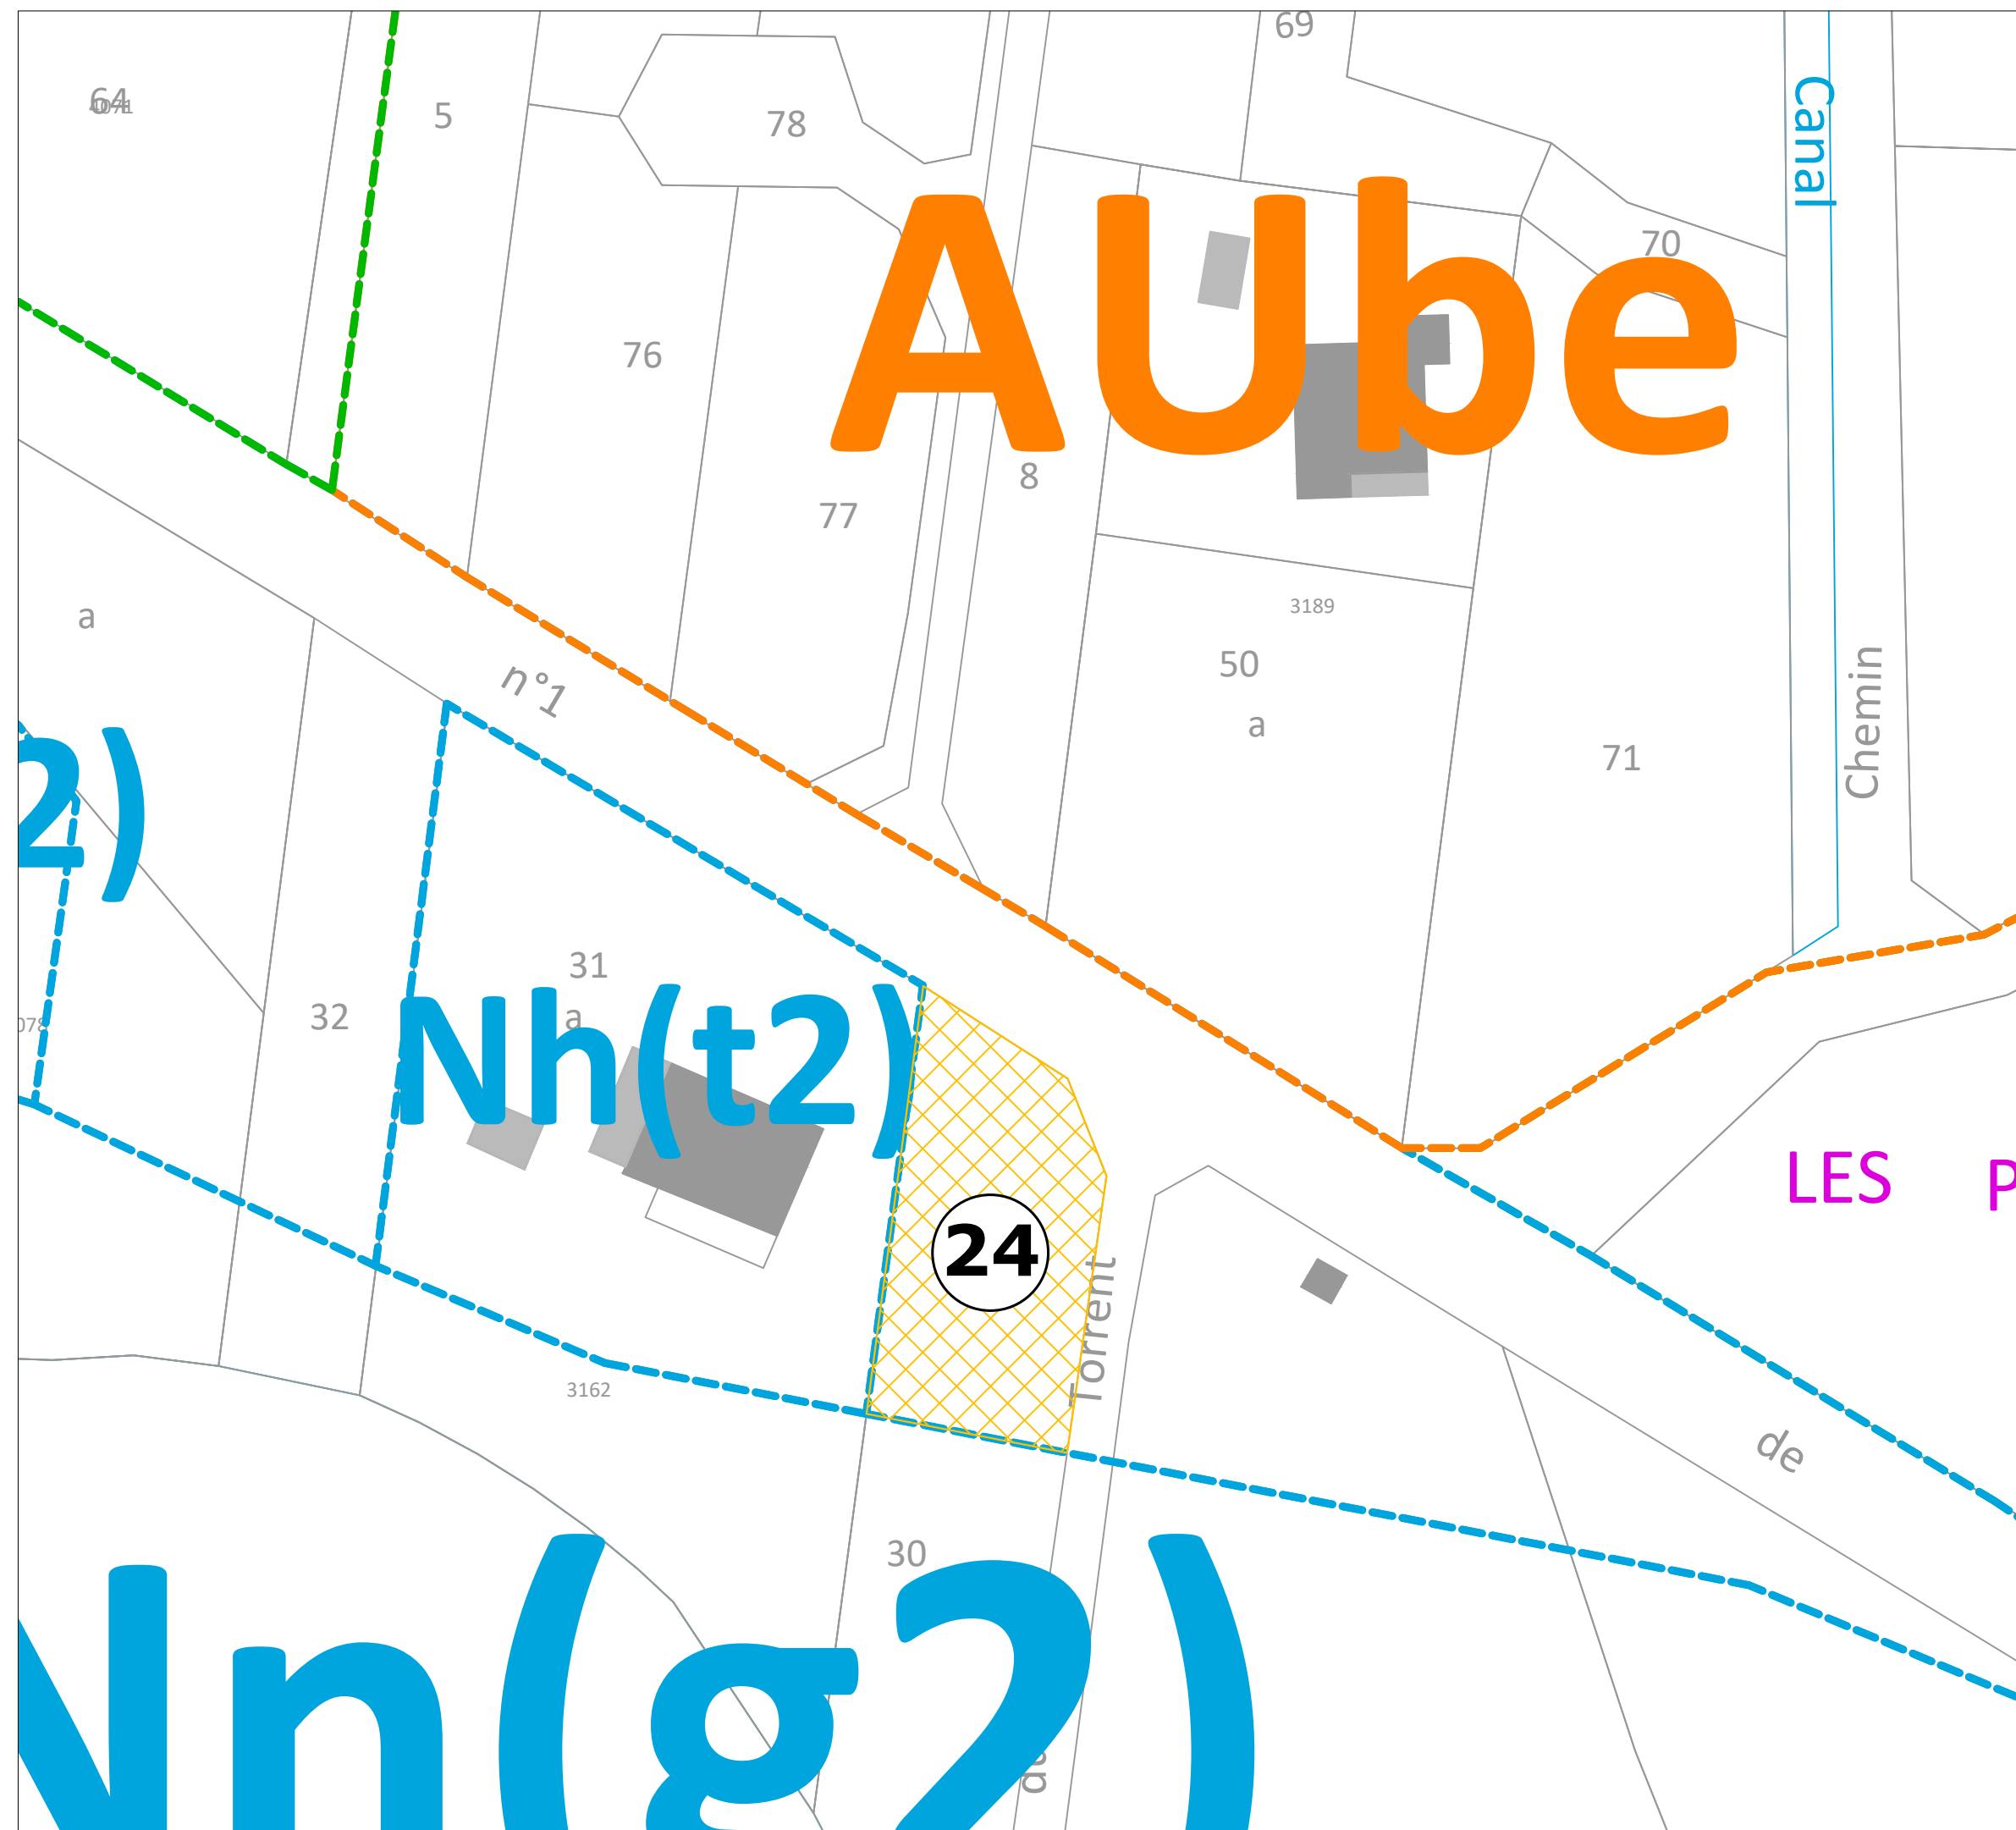 69
64
5
78
Canal
AUbe
70
76
8
77
3189
a
50
n°1
a
71
Chemin
2)
31
32
a
Nh(t2)
LES
P
24
Torrent
3162
de
30
Nn(g2)
du